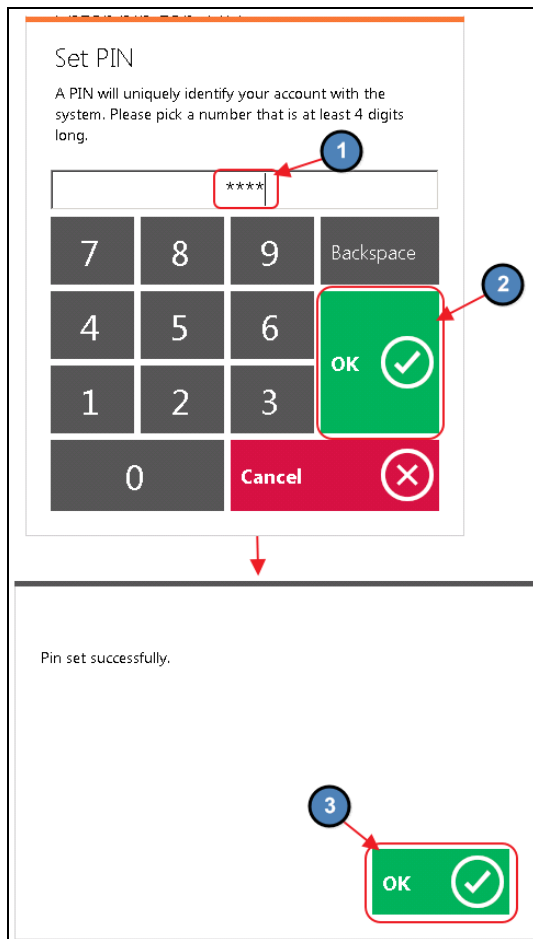 Set PIN
A PIN will uniquely identify your account with the
system. Please pick a number that is at least 4 digits
long.
1
****
7 8 9 Backspace
2
4 5 6
OK
1 2 3
0 Cancel
Pin set successfully.
3
OK